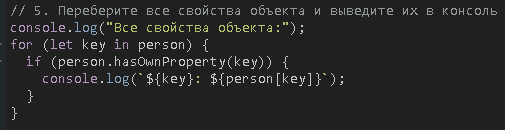 // 5. Переберите все свойства объекта и выведите их в консоль
console.log("Все свойства объекта:");
for (let key in person) {
  if (person.hasOwnProperty(key)) {
    console.log(`${key}: ${person[key]}`);
  }
}